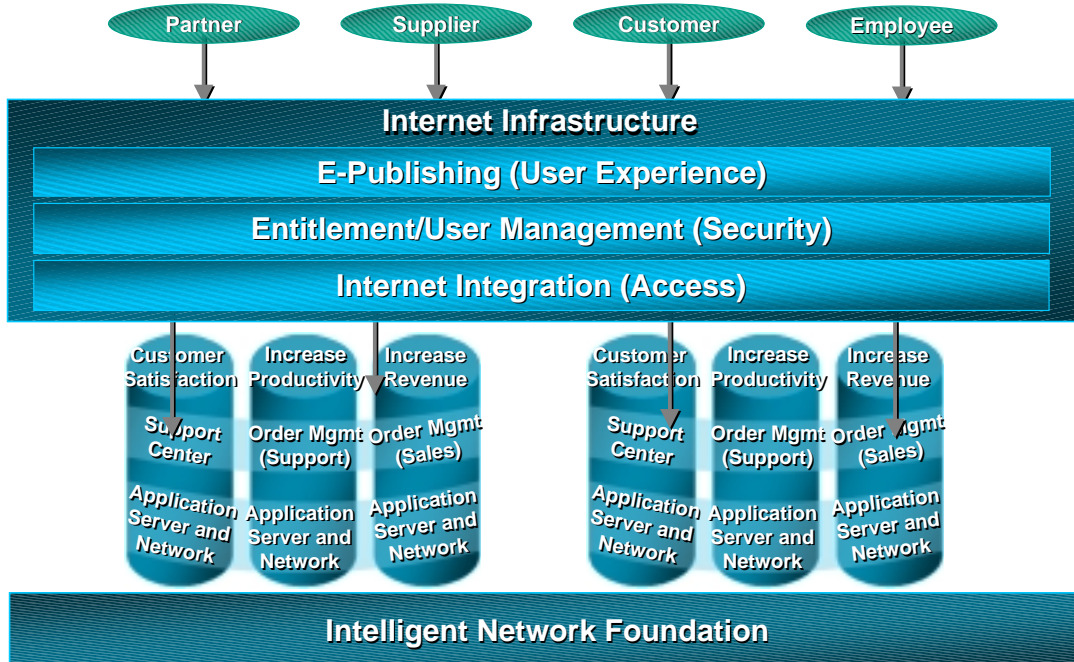 Partner
Supplier
Customer
Employee
Internet Infrastructure
E-Publishing (User Experience)
Entitlement/User Management (Security)
Internet Integration (Access)
Customer
Satisfaction
Support
Center
Application
Server and
Network
Increase
Productivity
Order Mgmt
(Support)
Application
Server and
Network
Increase
Revenue
Order Mgmt
(Sales)
Application
Server and
Network
Customer
Satisfaction
Support
Center
Application
Server and
Network
Increase
Productivity
Order Mgmt
(Support)
Application
Server and
Network
Increase
Revenue
Order Mgmt
(Sales)
Application
Server and
Network
Intelligent Network Foundation